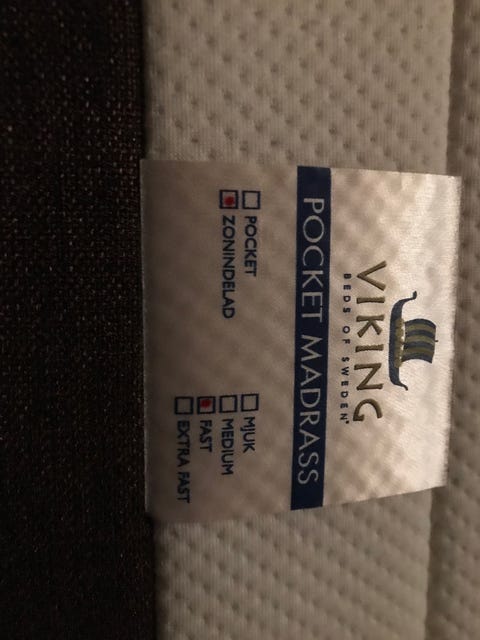 VIKING
BEDS OF SWEDEN
POCKET MADRASS
POCKET
ZONINDELAD
MJUK
MEDIUM
FAST
EXTRA FAST